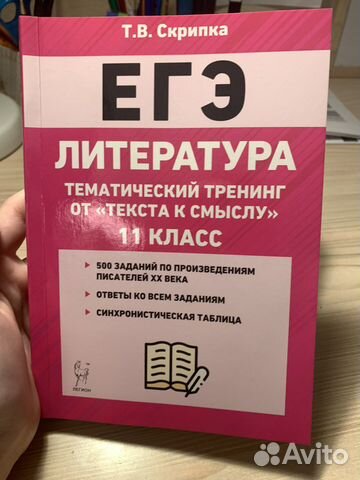 Т.В. Скрипка
ЕГЭ
ЛИТЕРАТУРА
ТЕМАТИЧЕСКИЙ ТРЕНИНГ
ОТ «ТЕКСТА К СМЫСЛУ»
11 КЛАСС
500 ЗАДАНИЙ ПО ПРОИЗВЕДЕНИЯМ
ПИСАТЕЛЕЙ XX ВЕКА
ОТВЕТЫ КО ВСЕМ ЗАДАНИЯМ
СИНХРОНИСТИЧЕСКАЯ ТАБЛИЦА
ЛЕГИОН
Avito